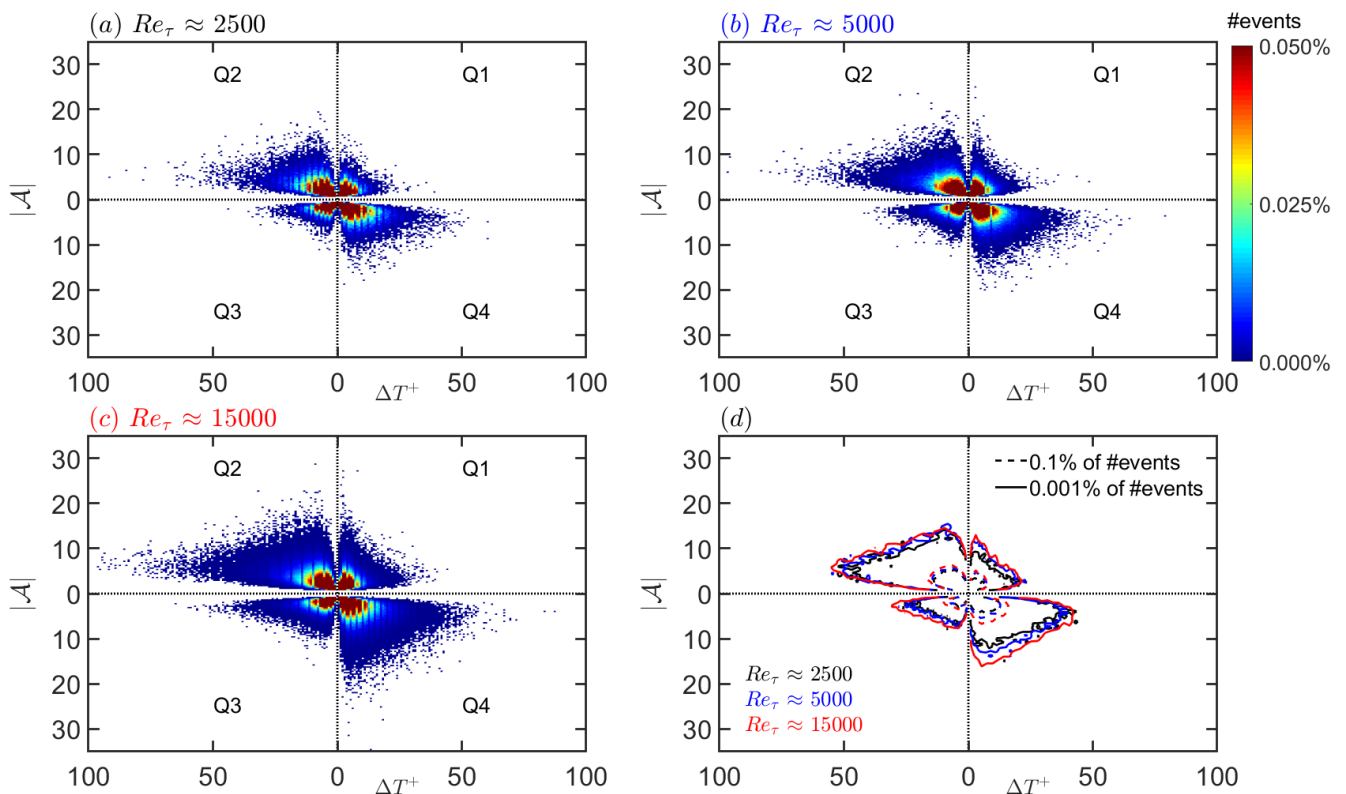 (a) Re_τ ≈ 2500
(b) Re_τ ≈ 5000
#events
30
20
10
0
10
20
30
|𝒜|
Q2
Q1
Q3
Q4
100
50
0
50
100
ΔT⁺
30
20
10
0
10
20
30
|𝒜|
Q2
Q1
Q3
Q4
100
50
0
50
100
ΔT⁺
0.050%
0.025%
0.000%
(c) Re_τ ≈ 15000
(d)
30
20
10
0
10
20
30
|𝒜|
Q2
Q1
Q3
Q4
100
50
0
50
100
ΔT⁺
30
20
10
0
10
20
30
|𝒜|
0.1% of #events
0.001% of #events
Re_τ ≈ 2500
Re_τ ≈ 5000
Re_τ ≈ 15000
100
50
0
50
100
ΔT⁺